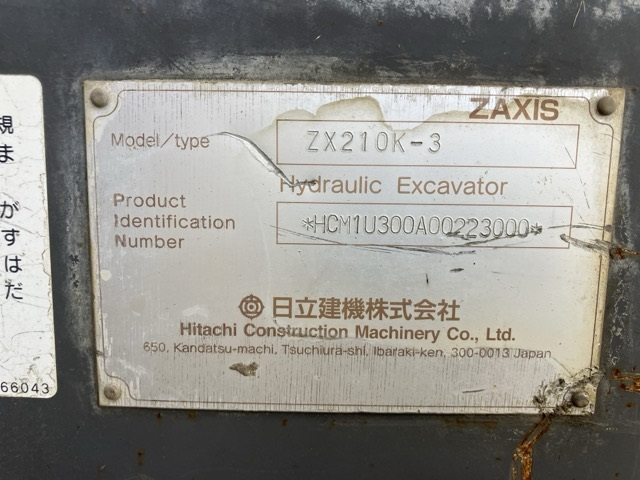 ZAXIS
Model/type
ZX210K-3
Hydraulic Excavator
Product
Identification
Number
*HCM1U300A00223000*
日立建機株式会社
Hitachi Construction Machinery Co., Ltd.
650, Kandatsu-machi, Tsuchiura-shi, Ibaraki-ken, 300-0013 Japan
66043